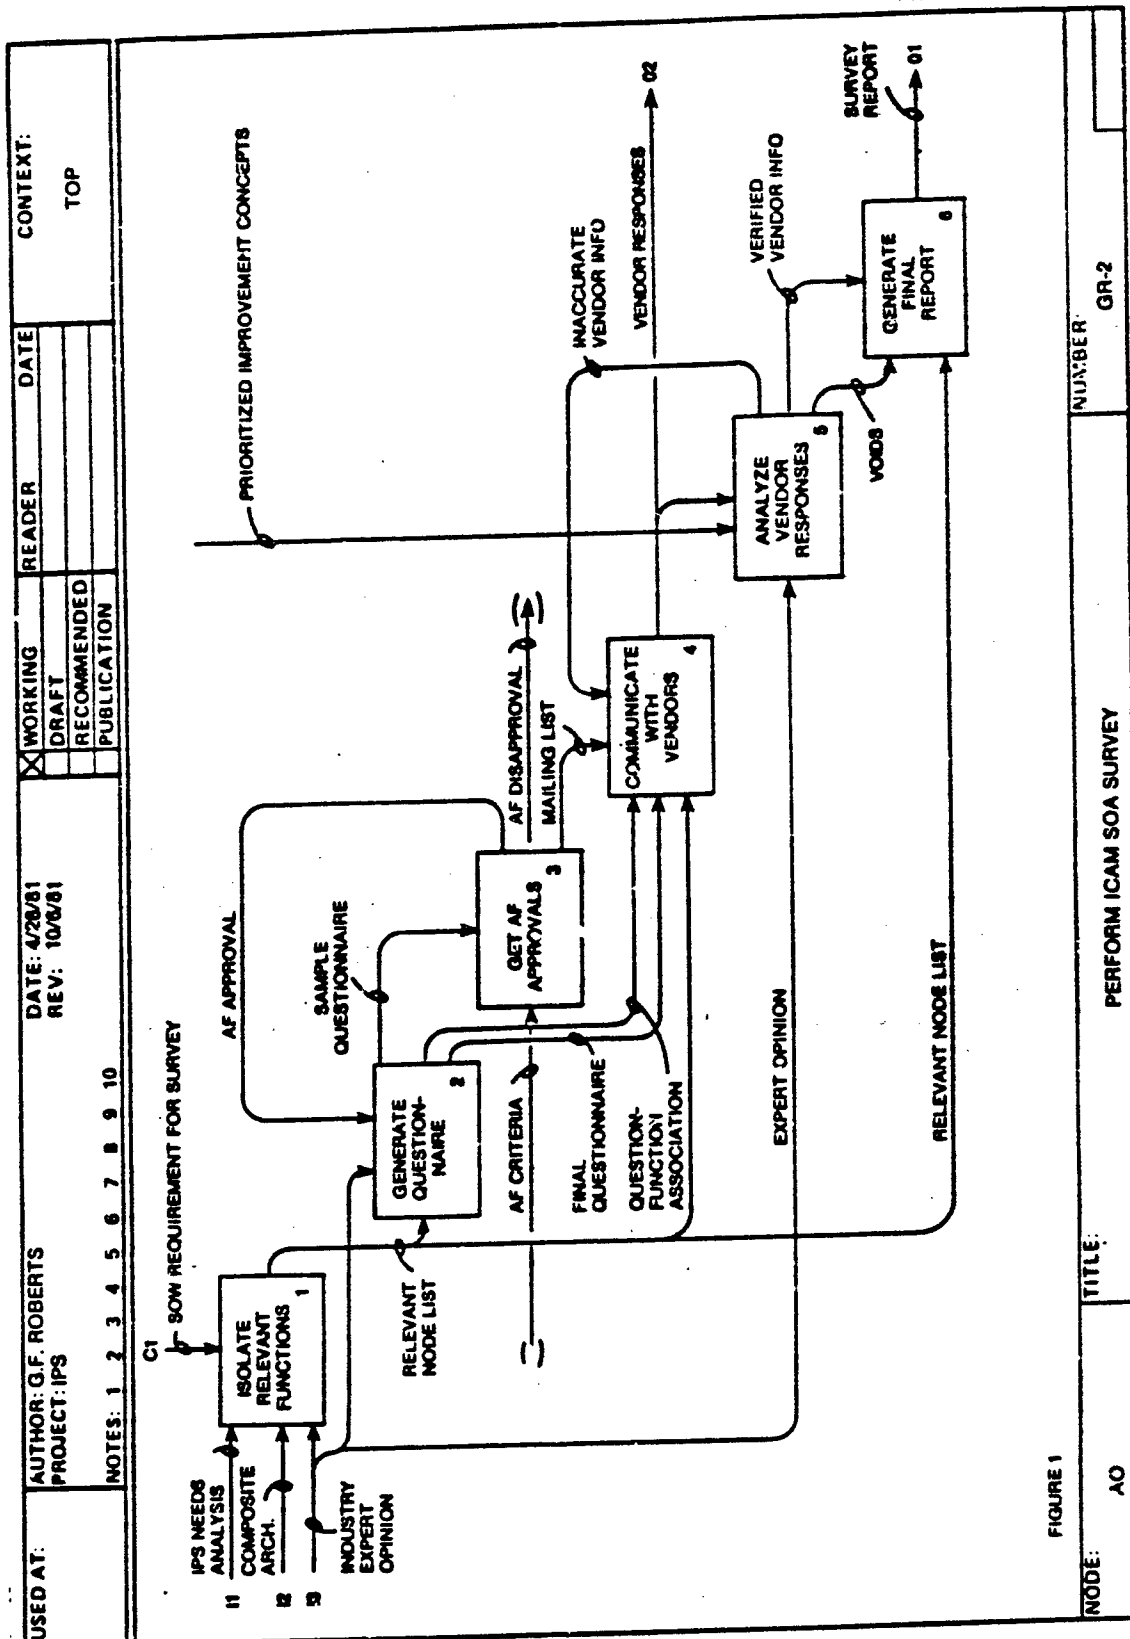 USED AT:
AUTHOR: G.F. ROBERTS
PROJECT: IPS
NOTES: 1 2 3 4 5 6 7 8 9 10
DATE: 4/28/81
REV: 10/6/81
WORKING
DRAFT
RECOMMENDED
PUBLICATION
READER
DATE
CONTEXT:
TOP
C1
SOW REQUIREMENT FOR SURVEY
IPS NEEDS
ANALYSIS
I1
COMPOSITE
ARCH.
I2
I3
INDUSTRY
EXPERT
OPINION
ISOLATE
RELEVANT
FUNCTIONS
1
RELEVANT
NODE LIST
AF APPROVAL
GENERATE
QUESTION-
NAIRE
2
SAMPLE
QUESTIONNAIRE
AF CRITERIA
FINAL
QUESTIONNAIRE
QUESTION-
FUNCTION
ASSOCIATION
GET AF
APPROVALS
3
AF DISAPPROVAL
MAILING LIST
COMMUNICATE
WITH
VENDORS
4
PRIORITIZED IMPROVEMENT CONCEPTS
INACCURATE
VENDOR INFO
VENDOR RESPONSES
O2
ANALYZE
VENDOR
RESPONSES
5
EXPERT OPINION
VERIFIED
VENDOR INFO
VOIDS
GENERATE
FINAL
REPORT
6
RELEVANT NODE LIST
SURVEY
REPORT
O1
FIGURE 1
NODE:
AO
TITLE:
PERFORM ICAM SOA SURVEY
NUMBER:
GR-2